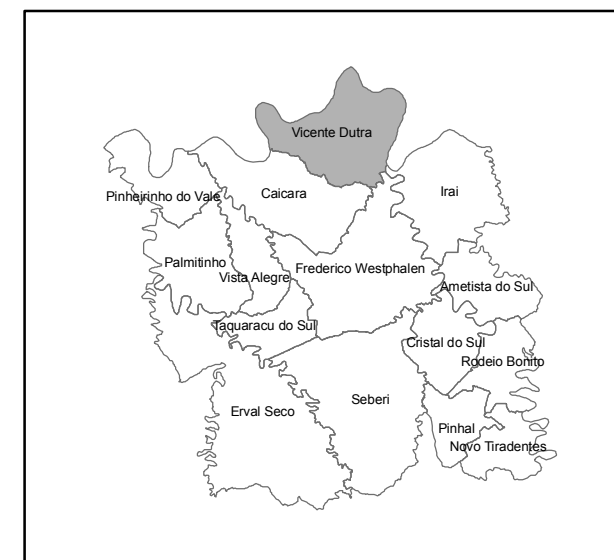 Vicente Dutra
Pinheirinho do Vale
Caicara
Irai
Palmitinho
Vista Alegre
Frederico Westphalen
Ametista do Sul
Taquaracu do Sul
Cristal do Sul
Rodeio Bonito
Erval Seco
Seberi
Pinhal
Novo Tiradentes